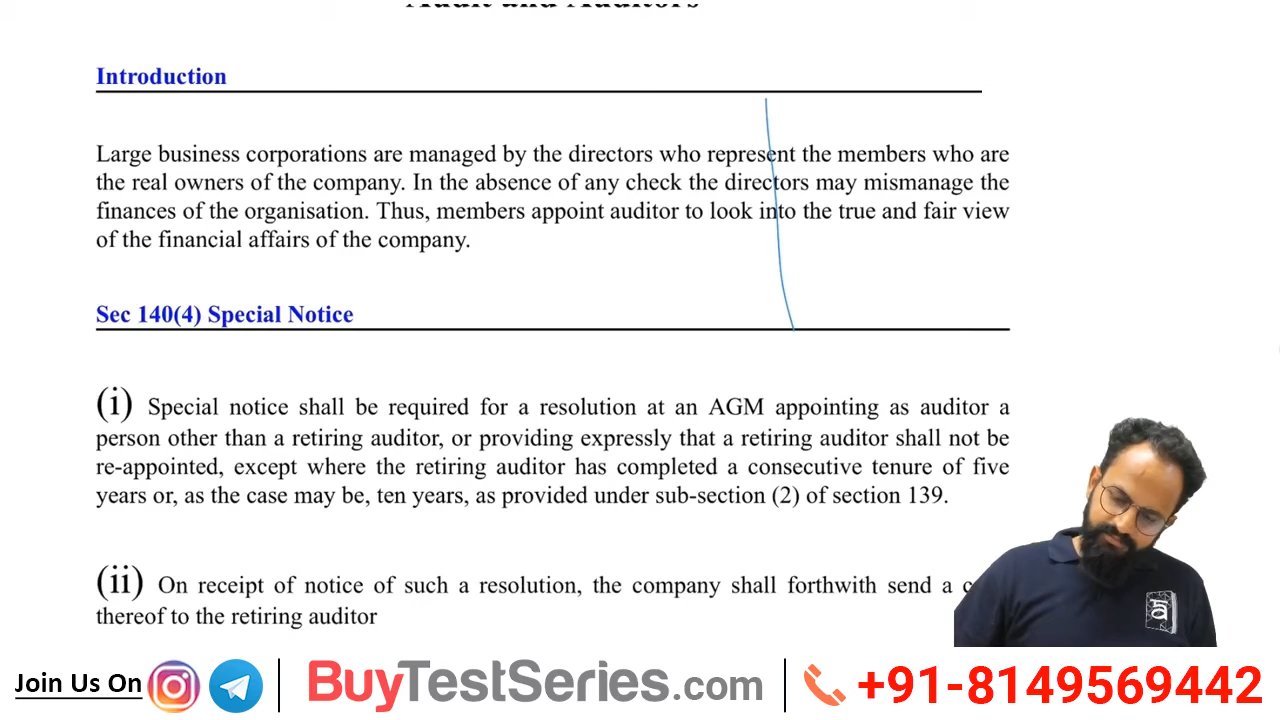 Audit and Auditors
Introduction
Large business corporations are managed by the directors who represent the members who are
the real owners of the company. In the absence of any check the directors may mismanage the
finances of the organisation. Thus, members appoint auditor to look into the true and fair view
of the financial affairs of the company.
Sec 140(4) Special Notice
(i) Special notice shall be required for a resolution at an AGM appointing as auditor a
person other than a retiring auditor, or providing expressly that a retiring auditor shall not be
re-appointed, except where the retiring auditor has completed a consecutive tenure of five
years or, as the case may be, ten years, as provided under sub-section (2) of section 139.
(ii) On receipt of notice of such a resolution, the company shall forthwith send a
thereof to the retiring auditor
Join Us On BuyTestSeries.com +91-8149569442